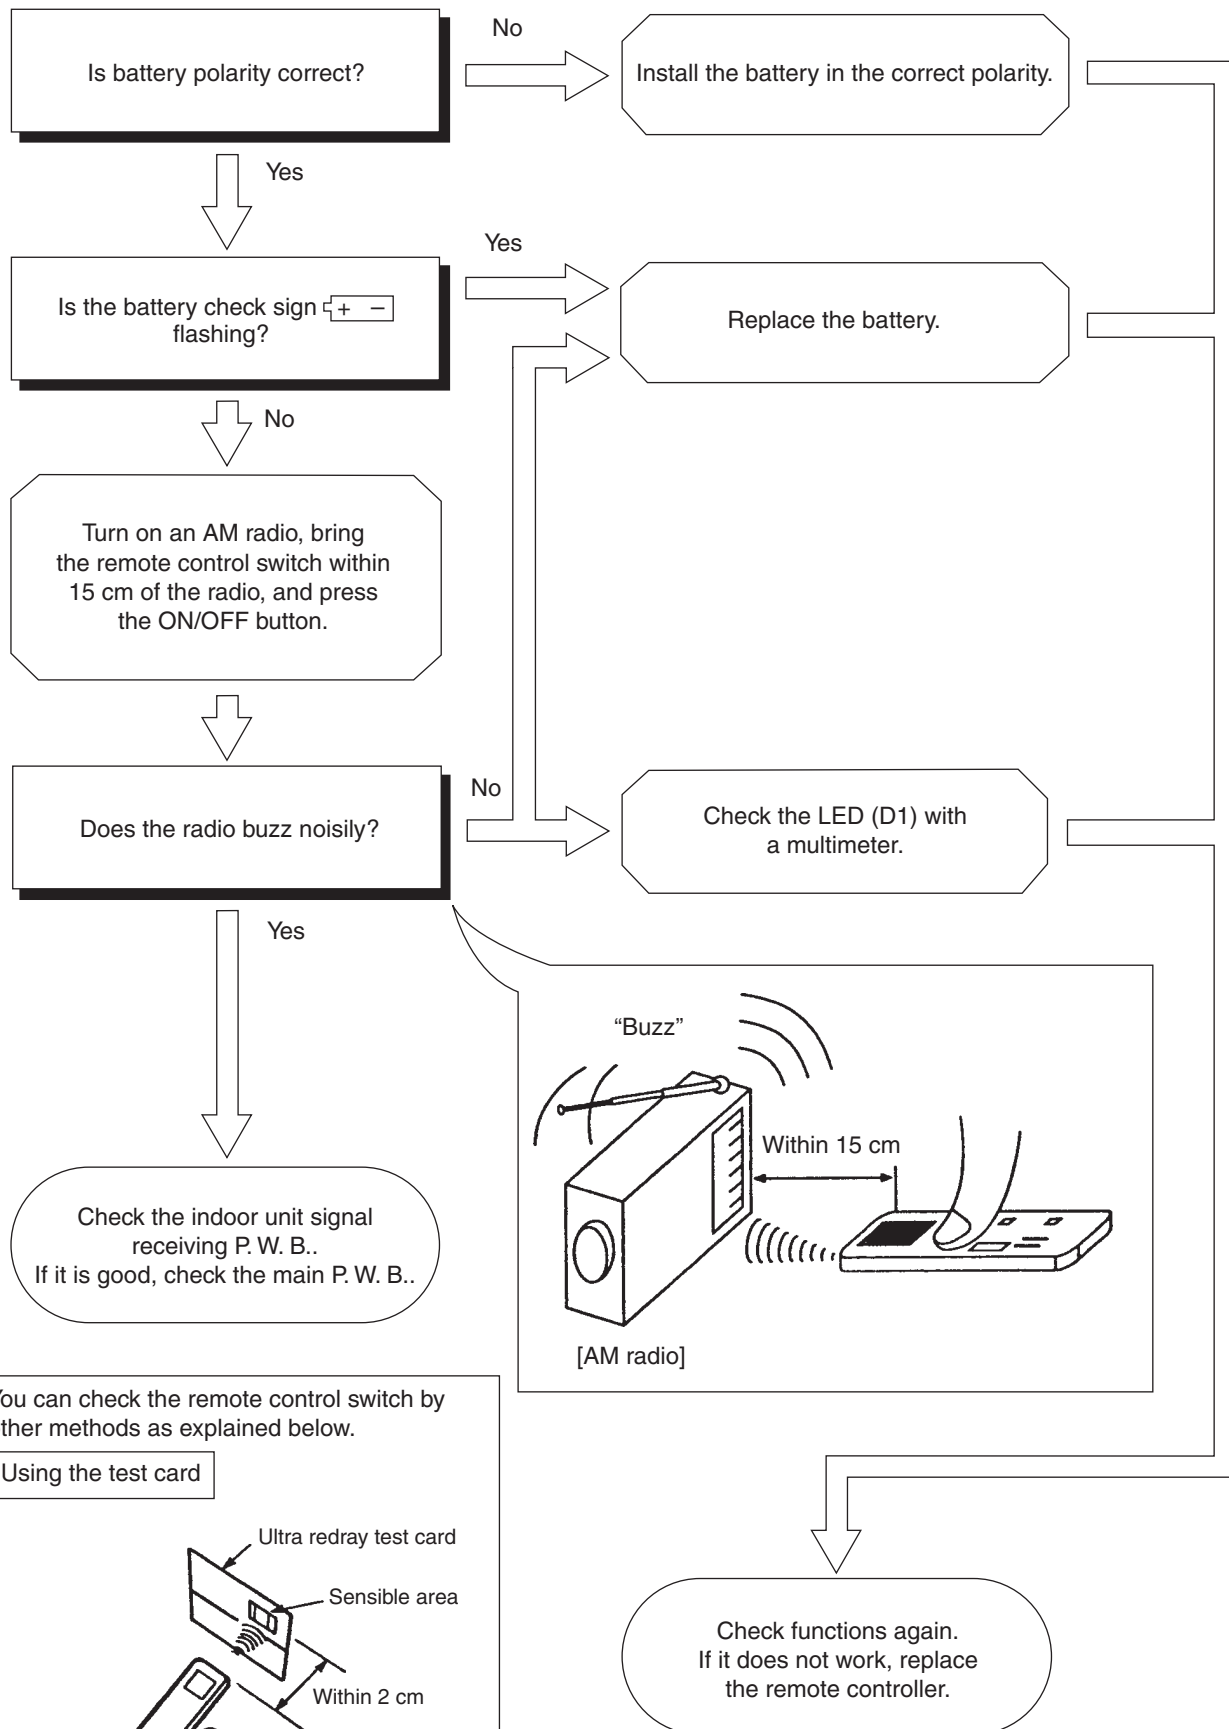 Is battery polarity correct?
No
Install the battery in the correct polarity.
Yes
Is the battery check sign + −
flashing?
Yes
Replace the battery.
No
Turn on an AM radio, bring
the remote control switch within
15 cm of the radio, and press
the ON/OFF button.
Does the radio buzz noisily?
No
Check the LED (D1) with
a multimeter.
Yes
“Buzz”
Within 15 cm
[AM radio]
Check the indoor unit signal
receiving P. W. B..
If it is good, check the main P. W. B..
ou can check the remote control switch by
ther methods as explained below.
Using the test card
Ultra redray test card
Sensible area
Within 2 cm
Check functions again.
If it does not work, replace
the remote controller.